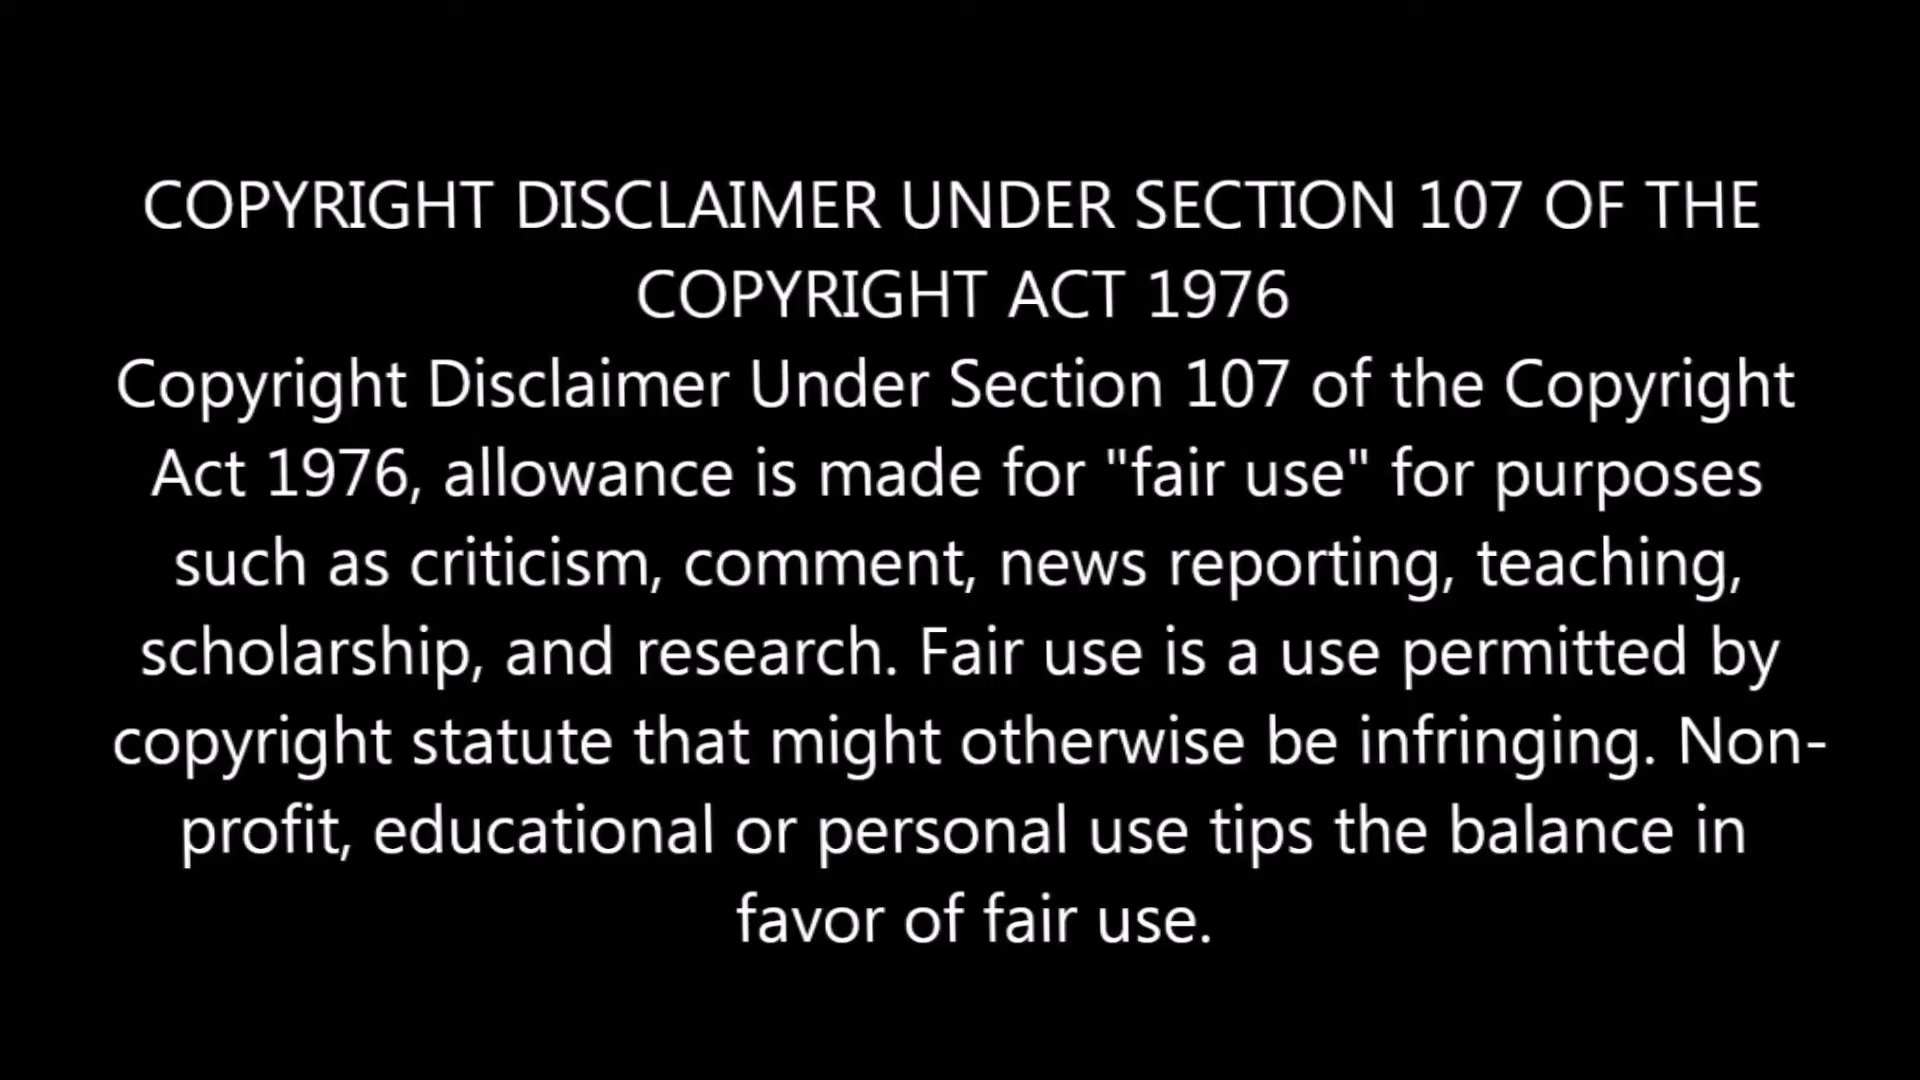 COPYRIGHT DISCLAIMER UNDER SECTION 107 OF THE
COPYRIGHT ACT 1976
Copyright Disclaimer Under Section 107 of the Copyright
Act 1976, allowance is made for "fair use" for purposes
such as criticism, comment, news reporting, teaching,
scholarship, and research. Fair use is a use permitted by
copyright statute that might otherwise be infringing. Non-
profit, educational or personal use tips the balance in
favor of fair use.